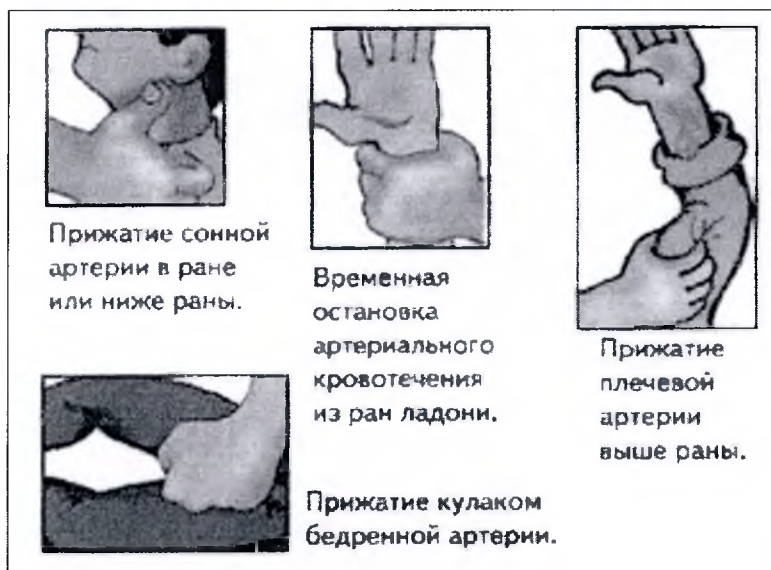 Прижатие сонной
артерии в ране
или ниже раны.
Временная
остановка
артериального
кровотечения
из ран ладони.
Прижатие
плечевой
артерии
выше раны.
Прижатие кулаком
бедренной артерии.